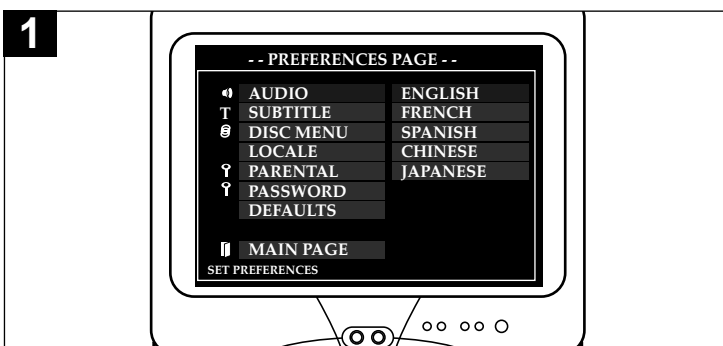 1
- - PREFERENCES PAGE - -
AUDIO ENGLISH
T SUBTITLE FRENCH
DISC MENU SPANISH
LOCALE CHINESE
PARENTAL JAPANESE
PASSWORD
DEFAULTS
MAIN PAGE
SET PREFERENCES